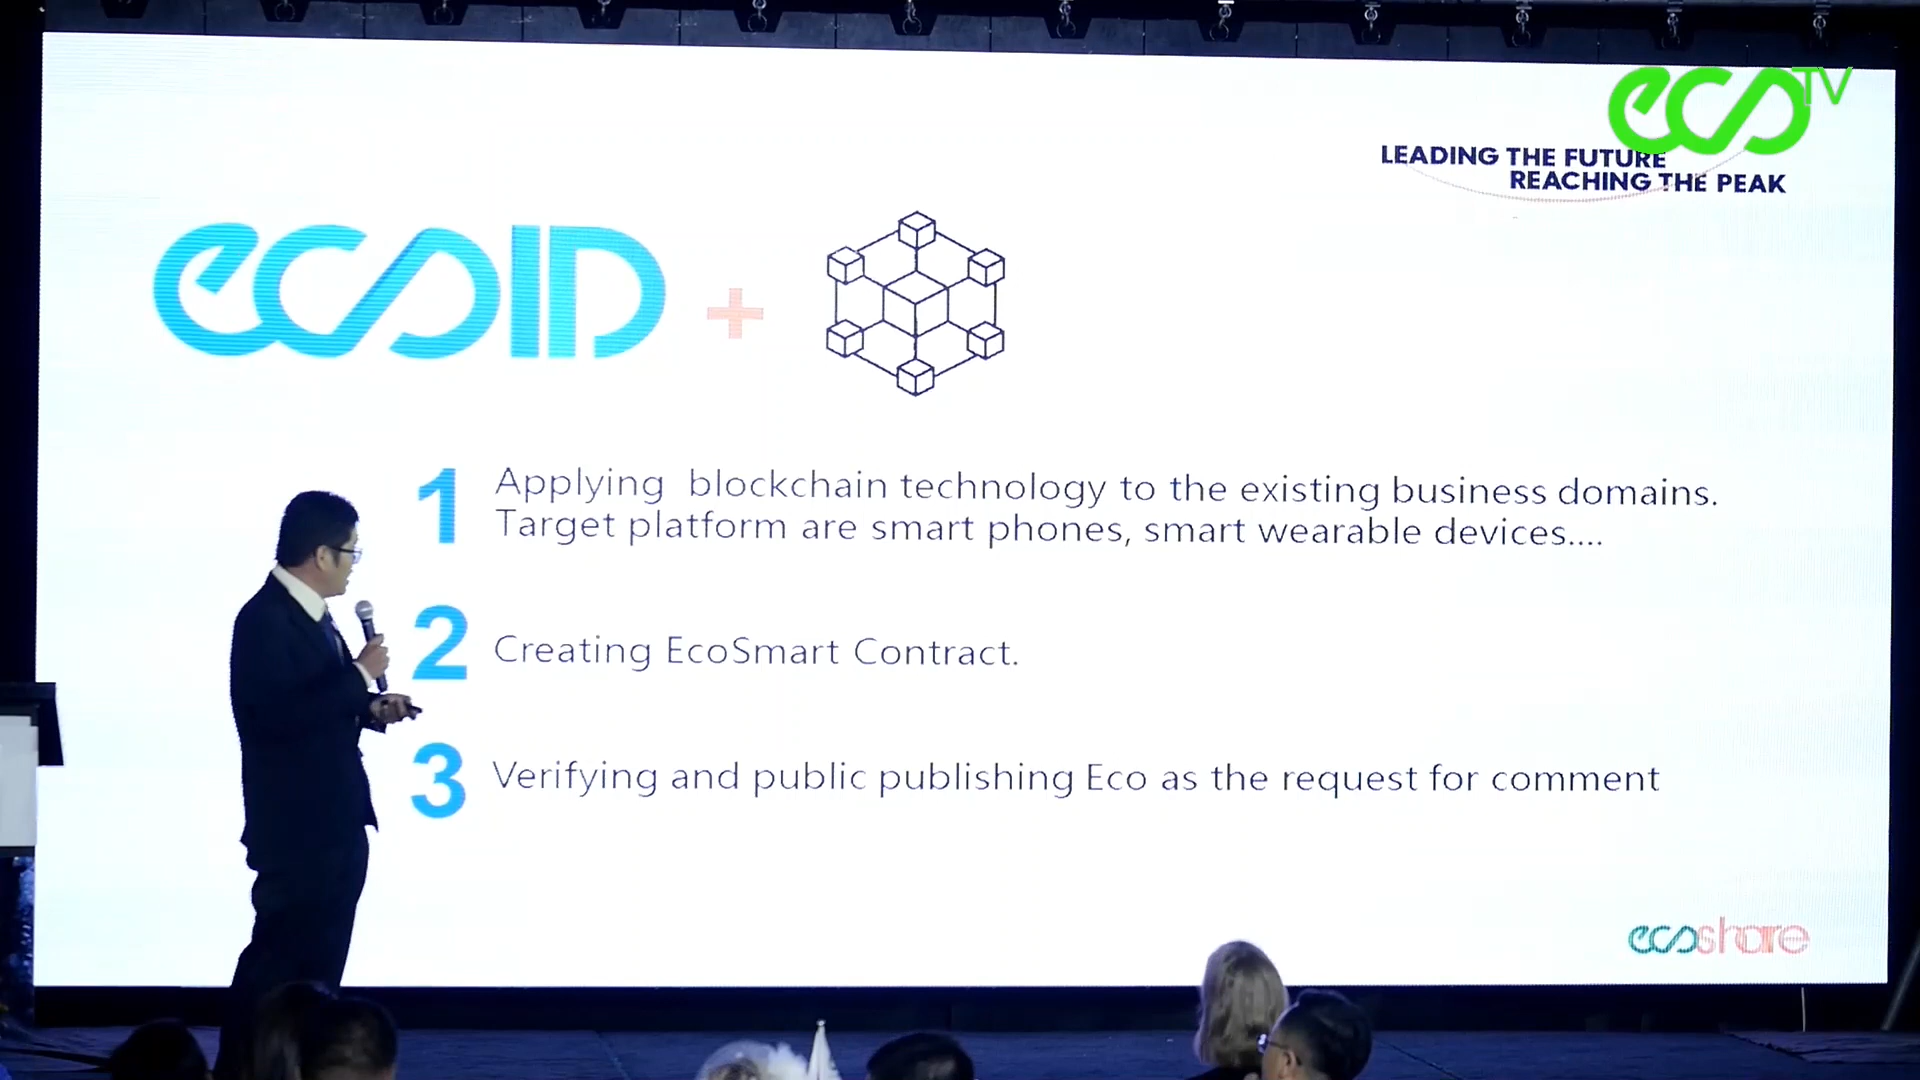 eco TV
LEADING THE FUTURE
REACHING THE PEAK
ecoID
+
1
Applying blockchain technology to the existing business domains.
Target platform are smart phones, smart wearable devices....
2
Creating EcoSmart Contract.
3
Verifying and public publishing Eco as the request for comment
ecoshare